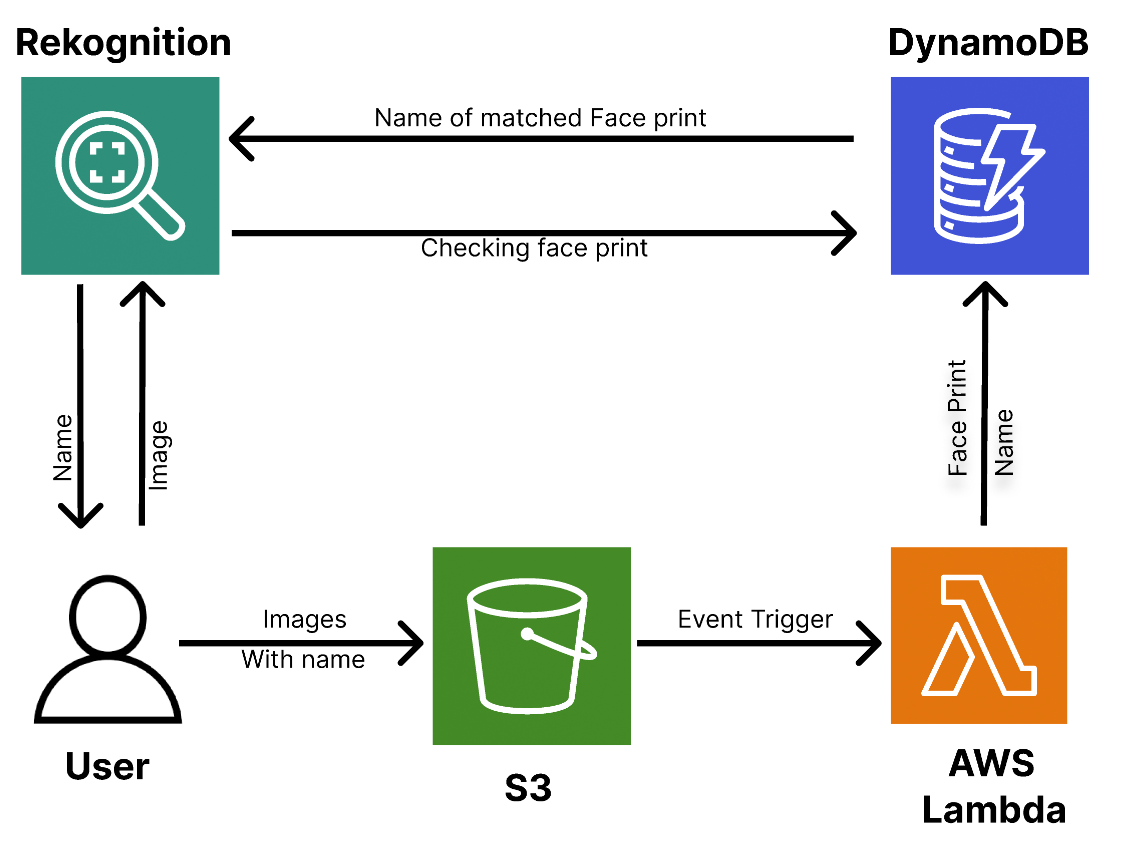 Rekognition
DynamoDB
Name of matched Face print
Checking face print
Name
Image
Face Print
Name
Images
With name
Event Trigger
User
S3
AWS
Lambda